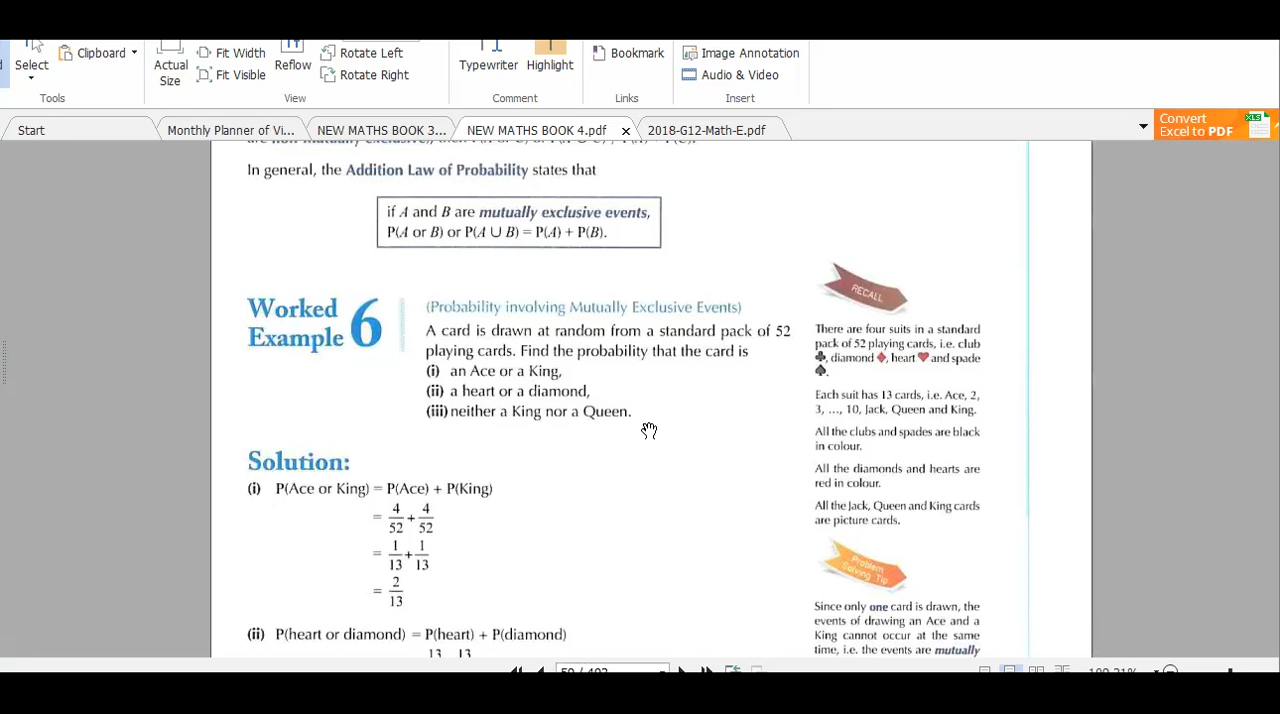 Select
Clipboard
Actual
Size
Fit Width
Fit Visible
Reflow
Rotate Left
Rotate Right
Typewriter
Highlight
Bookmark
Image Annotation
Audio & Video
Tools
View
Comment
Links
Insert
Start
Monthly Planner of Vi...
NEW MATHS BOOK 3...
NEW MATHS BOOK 4.pdf
2018-G12-Math-E.pdf
Convert
Excel to PDF
XLS
In general, the Addition Law of Probability states that
if A and B are mutually exclusive events,
P(A or B) or P(A ∪ B) = P(A) + P(B).
Worked
Example 6
(Probability involving Mutually Exclusive Events)
A card is drawn at random from a standard pack of 52
playing cards. Find the probability that the card is
(i) an Ace or a King,
(ii) a heart or a diamond,
(iii) neither a King nor a Queen.
Solution:
(i) P(Ace or King) = P(Ace) + P(King)
= 4/52 + 4/52
= 1/13 + 1/13
= 2/13
(ii) P(heart or diamond) = P(heart) + P(diamond)
13 13
RECALL
There are four suits in a standard
pack of 52 playing cards, i.e. club
♣, diamond ♦, heart ♥ and spade
♠.
Each suit has 13 cards, i.e. Ace, 2,
3, ..., 10, Jack, Queen and King.
All the clubs and spades are black
in colour.
All the diamonds and hearts are
red in colour.
All the Jack, Queen and King cards
are picture cards.
Problem
Solving Tip
Since only one card is drawn, the
events of drawing an Ace and a
King cannot occur at the same
time, i.e. the events are mutually